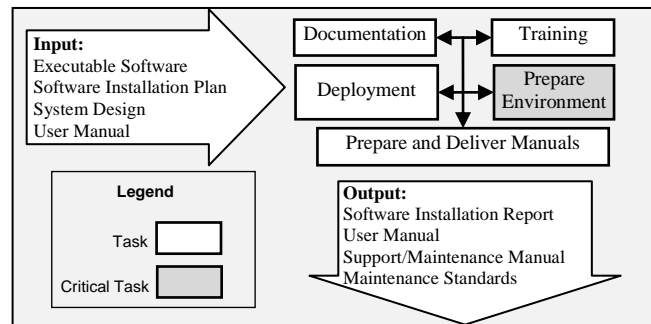 Input:
Executable Software
Software Installation Plan
System Design
User Manual
Documentation
Training
Deployment
Prepare
Environment
Prepare and Deliver Manuals
Legend
Task
Critical Task
Output:
Software Installation Report
User Manual
Support/Maintenance Manual
Maintenance Standards